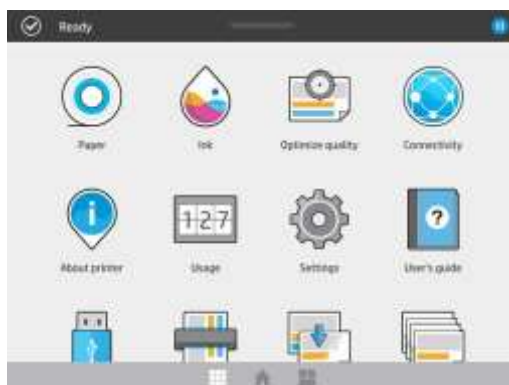 Ready
Paper Ink Optimize quality Connectivity
127
About printer Usage Settings User's guide
?